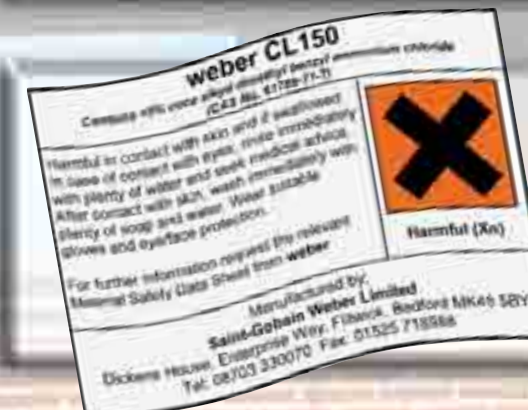 weber CL150
Contains <5% coco alkyl dimethyl benzyl ammonium chloride
(CAS No. 61789-71-7)
Harmful in contact with skin and if swallowed
In case of contact with eyes, rinse immediately
with plenty of water and seek medical advice.
After contact with skin, wash immediately with
plenty of soap and water. Wear suitable
gloves and eye/face protection.
For further information request the relevant
Material Safety Data Sheet from weber
Harmful (Xn)
Manufactured by:
Saint-Gobain Weber Limited
Dickens House, Enterprise Way, Flitwick, Bedford MK45 5BY
Tel: 08703 330070 Fax: 01525 718988